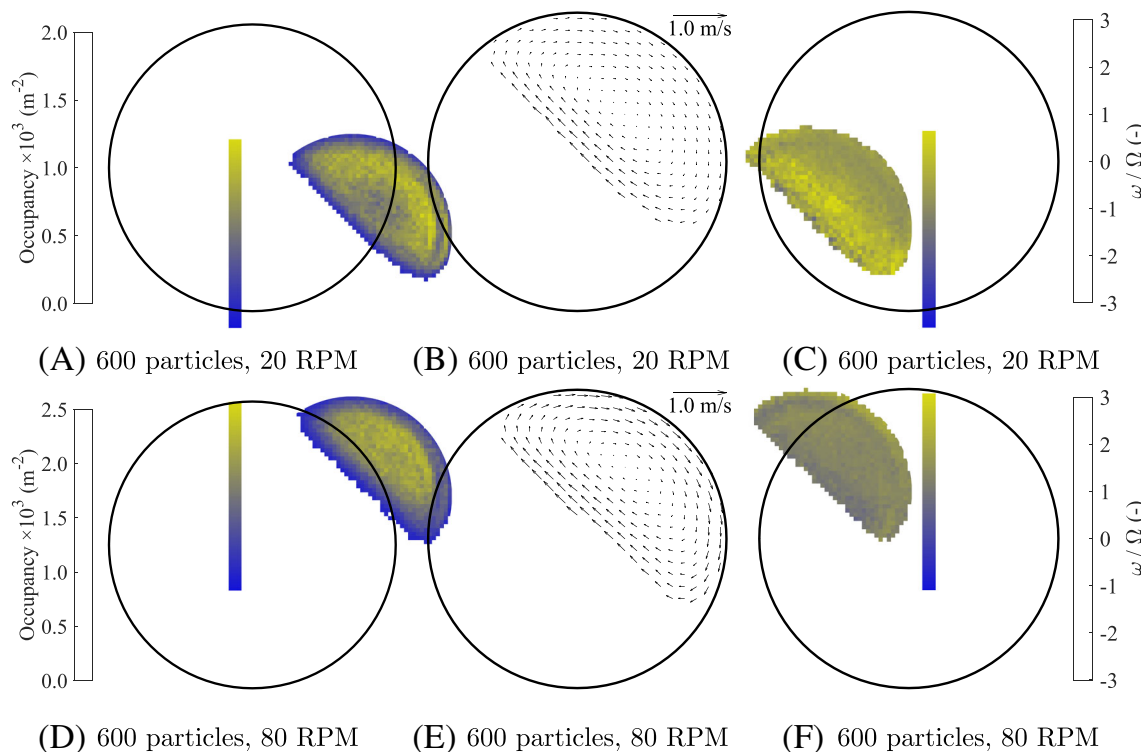 2.0
1.5
1.0
0.5
0.0
Occupancy ×10³ (m⁻²)
1.0 m/s
3
2
1
0
-1
-2
-3
ω / Ω (-)
(A) 600 particles, 20 RPM
(B) 600 particles, 20 RPM
(C) 600 particles, 20 RPM
2.5
2.0
1.5
1.0
0.5
0.0
Occupancy ×10³ (m⁻²)
1.0 m/s
3
2
1
0
-1
-2
-3
ω / Ω (-)
(D) 600 particles, 80 RPM
(E) 600 particles, 80 RPM
(F) 600 particles, 80 RPM